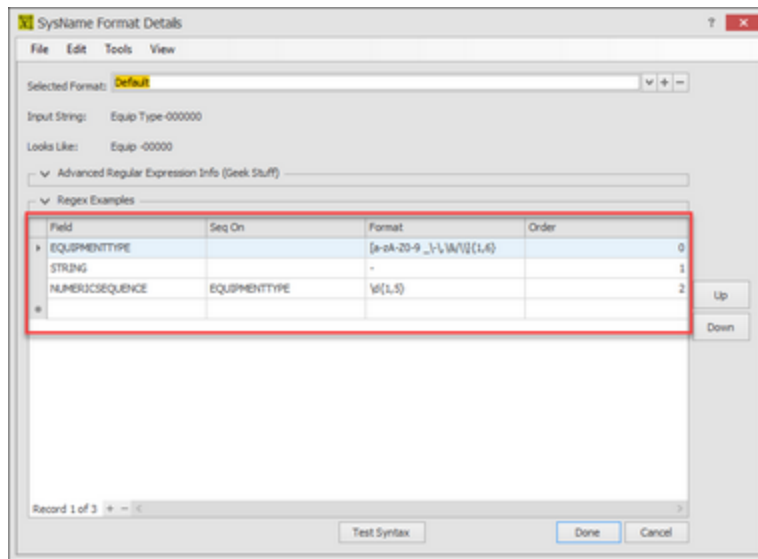 SysName Format Details
File Edit Tools View
Selected Format: Default
Input String: Equip Type-000000
Looks Like: Equip -00000
Advanced Regular Expression Info (Geek Stuff)
Regex Examples
Field Seq On Format Order
EQUIPMENTTYPE 0
STRING - 1
NUMERICSEQUENCE EQUIPMENTTYPE \d{1,5} 2
Up
Down
Record 1 of 3
Test Syntax Done Cancel